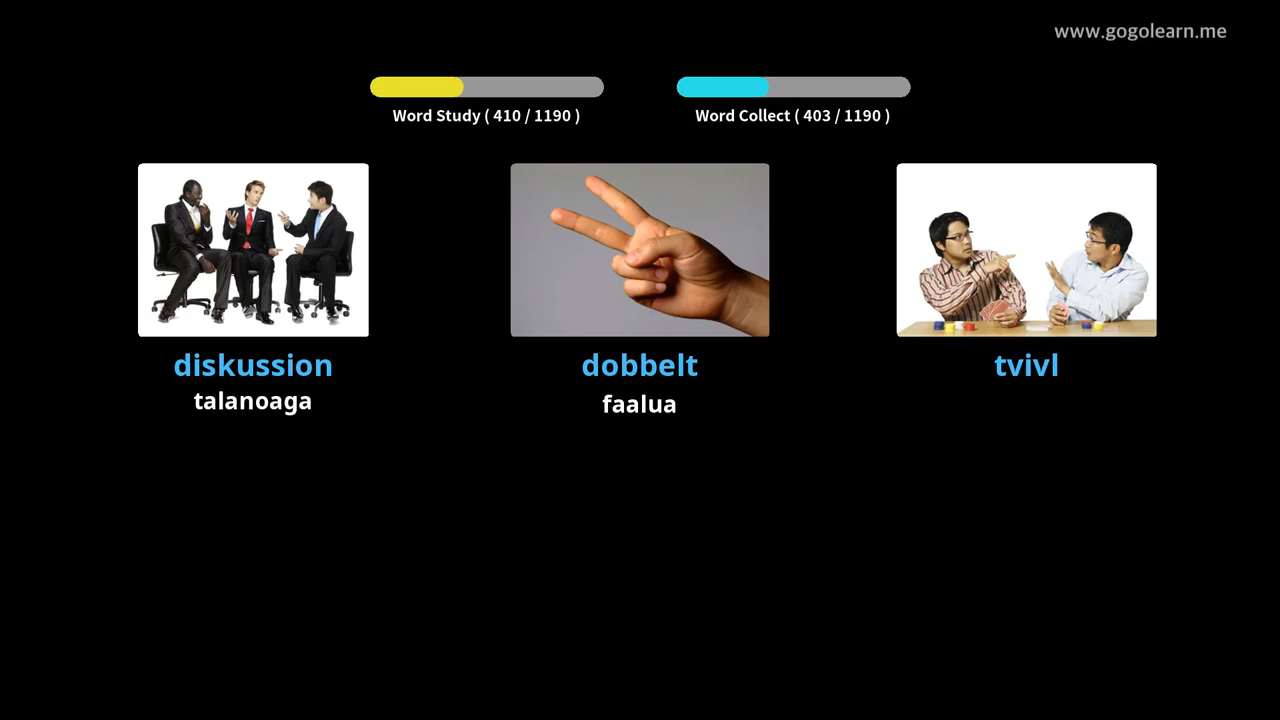 www.gogolearn.me
Word Study ( 410 / 1190 )
Word Collect ( 403 / 1190 )
diskussion
dobbelt
tvivl
talanoaga
faalua